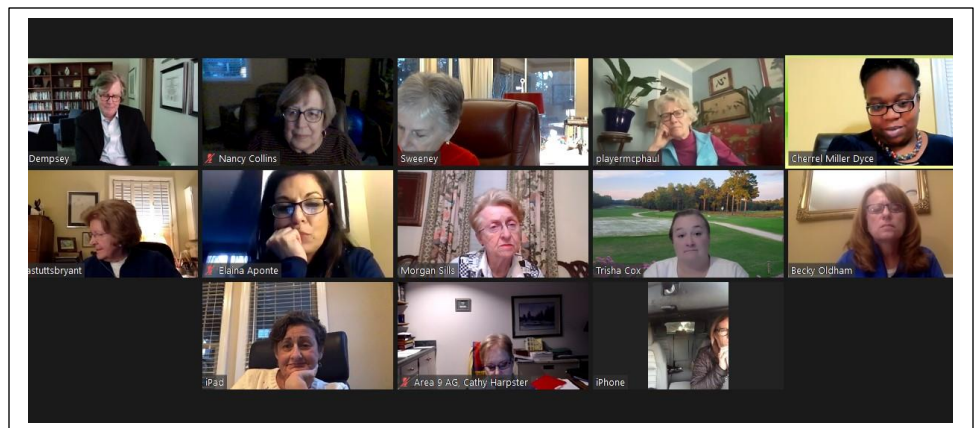 Dempsey
Nancy Collins
Sweeney
playermcphaul
Cherrel Miller Dyce
astuttsbryant
Elaina Aponte
Morgan Sills
Trisha Cox
Becky Oldham
iPad
Area 9 AG, Cathy Harpster
iPhone